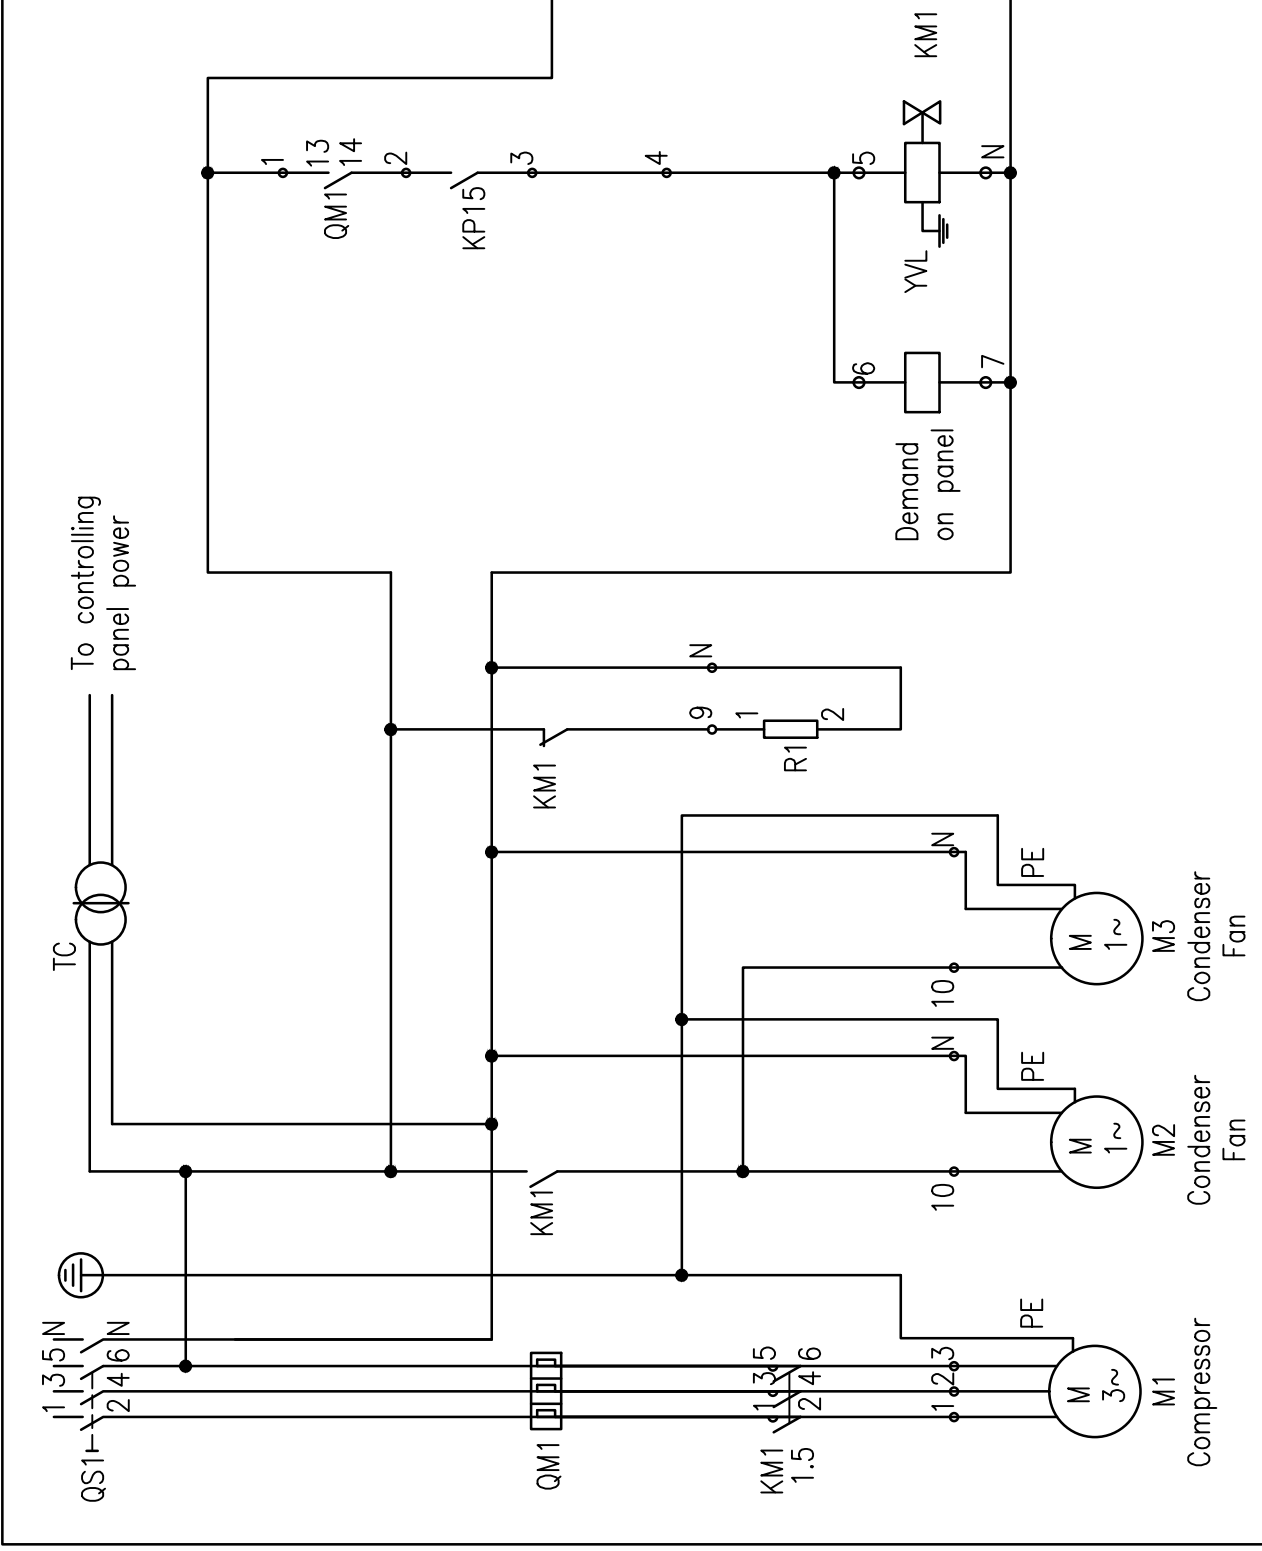 1 3 5 N
QS1
2 4 6 N
TC
To controlling
panel power
QM1
KM1
1.5
1 3 5
2 4 6
1 2 3
PE
M
3~
M1
Compressor
KM1
10
N
PE
M
1~
M2
Condenser
Fan
10
N
PE
M
1~
M3
Condenser
Fan
KM1
9
N
1
R1
2
1
13
QM1
14
2
KP15
3
4
6
Demand
on panel
7
5
YVL
N
KM1